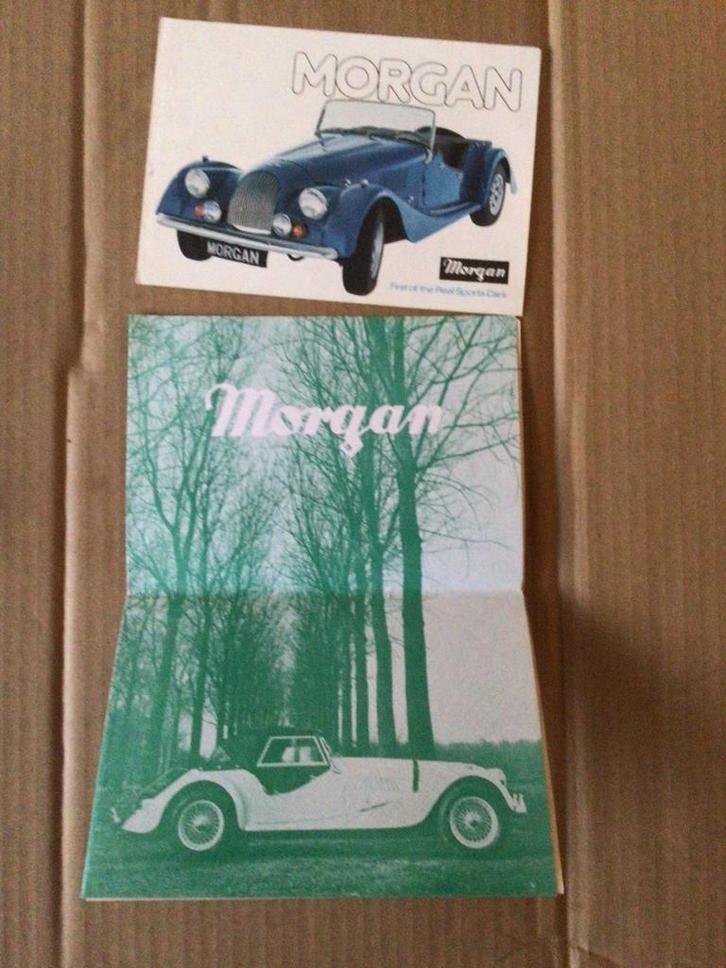 MORGAN
MORGAN
Morgan
First of the Real Sports Cars
Morgan